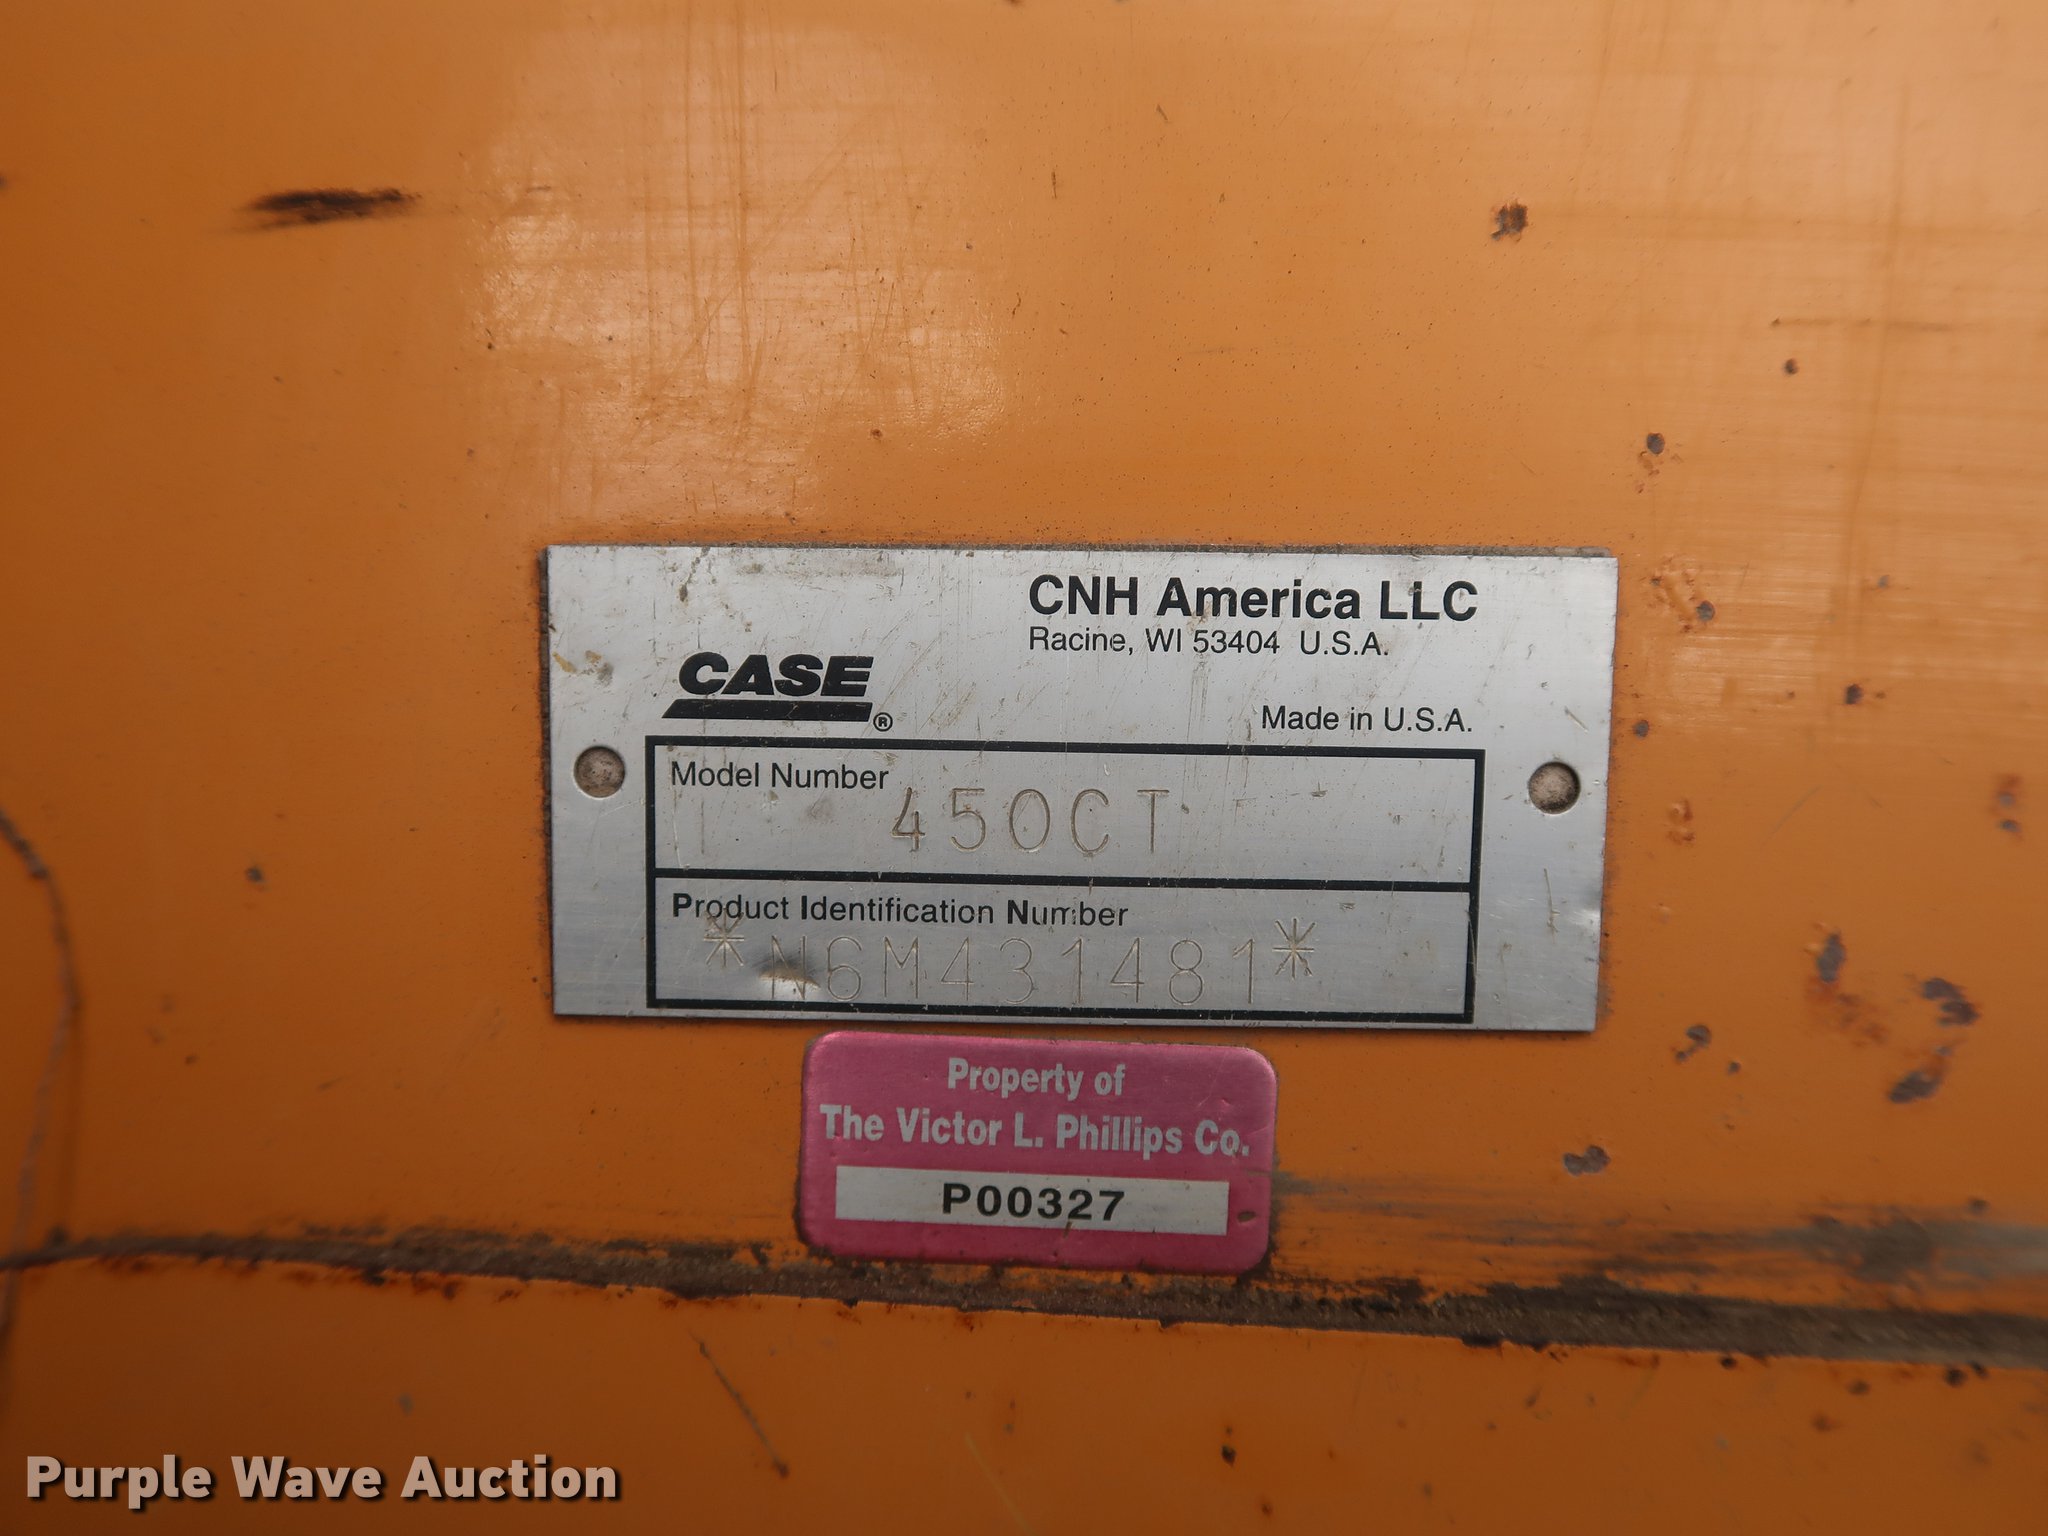 CNH America LLC
Racine, WI 53404 U.S.A.
CASE®
Made in U.S.A.
Model Number
450CT
Product Identification Number
*N6M431481*
Property of
The Victor L. Phillips Co.
P00327
Purple Wave Auction